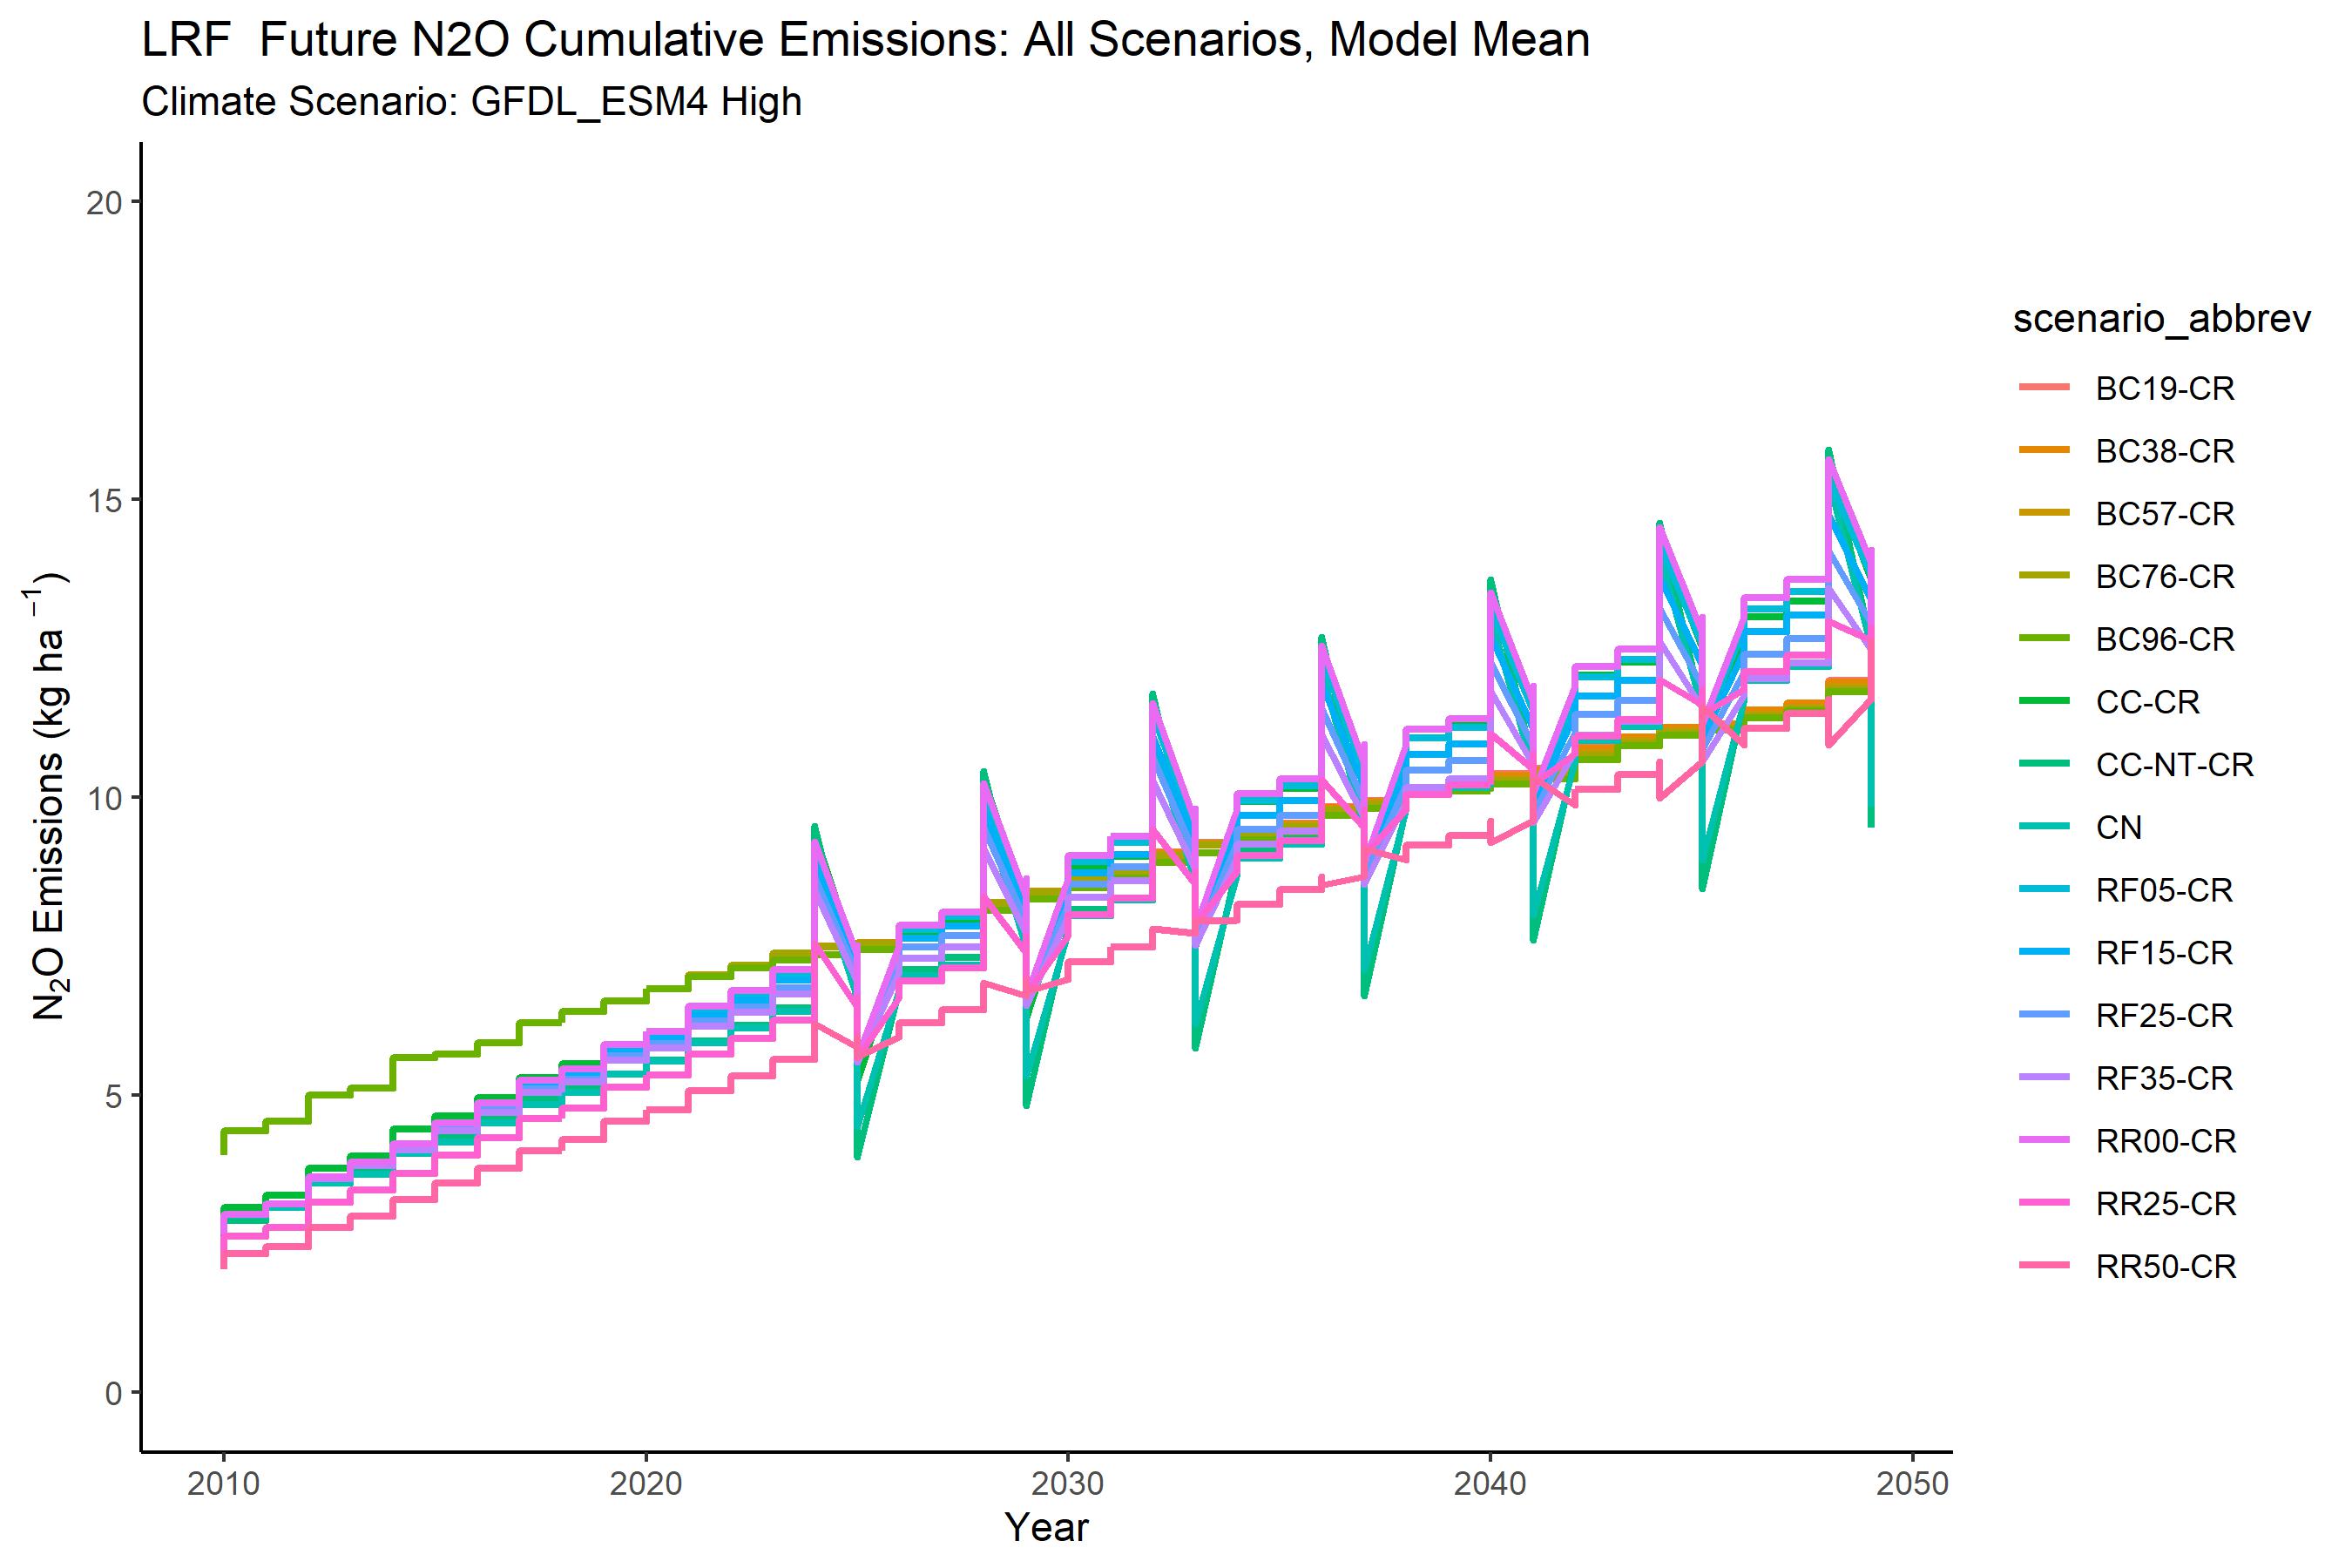 LRF  Future N2O Cumulative Emissions: All Scenarios, Model Mean
Climate Scenario: GFDL_ESM4 High
N₂O Emissions (kg ha ⁻¹)
20
15
10
5
0
2010
2020
2030
2040
2050
Year
scenario_abbrev
BC19-CR
BC38-CR
BC57-CR
BC76-CR
BC96-CR
CC-CR
CC-NT-CR
CN
RF05-CR
RF15-CR
RF25-CR
RF35-CR
RR00-CR
RR25-CR
RR50-CR